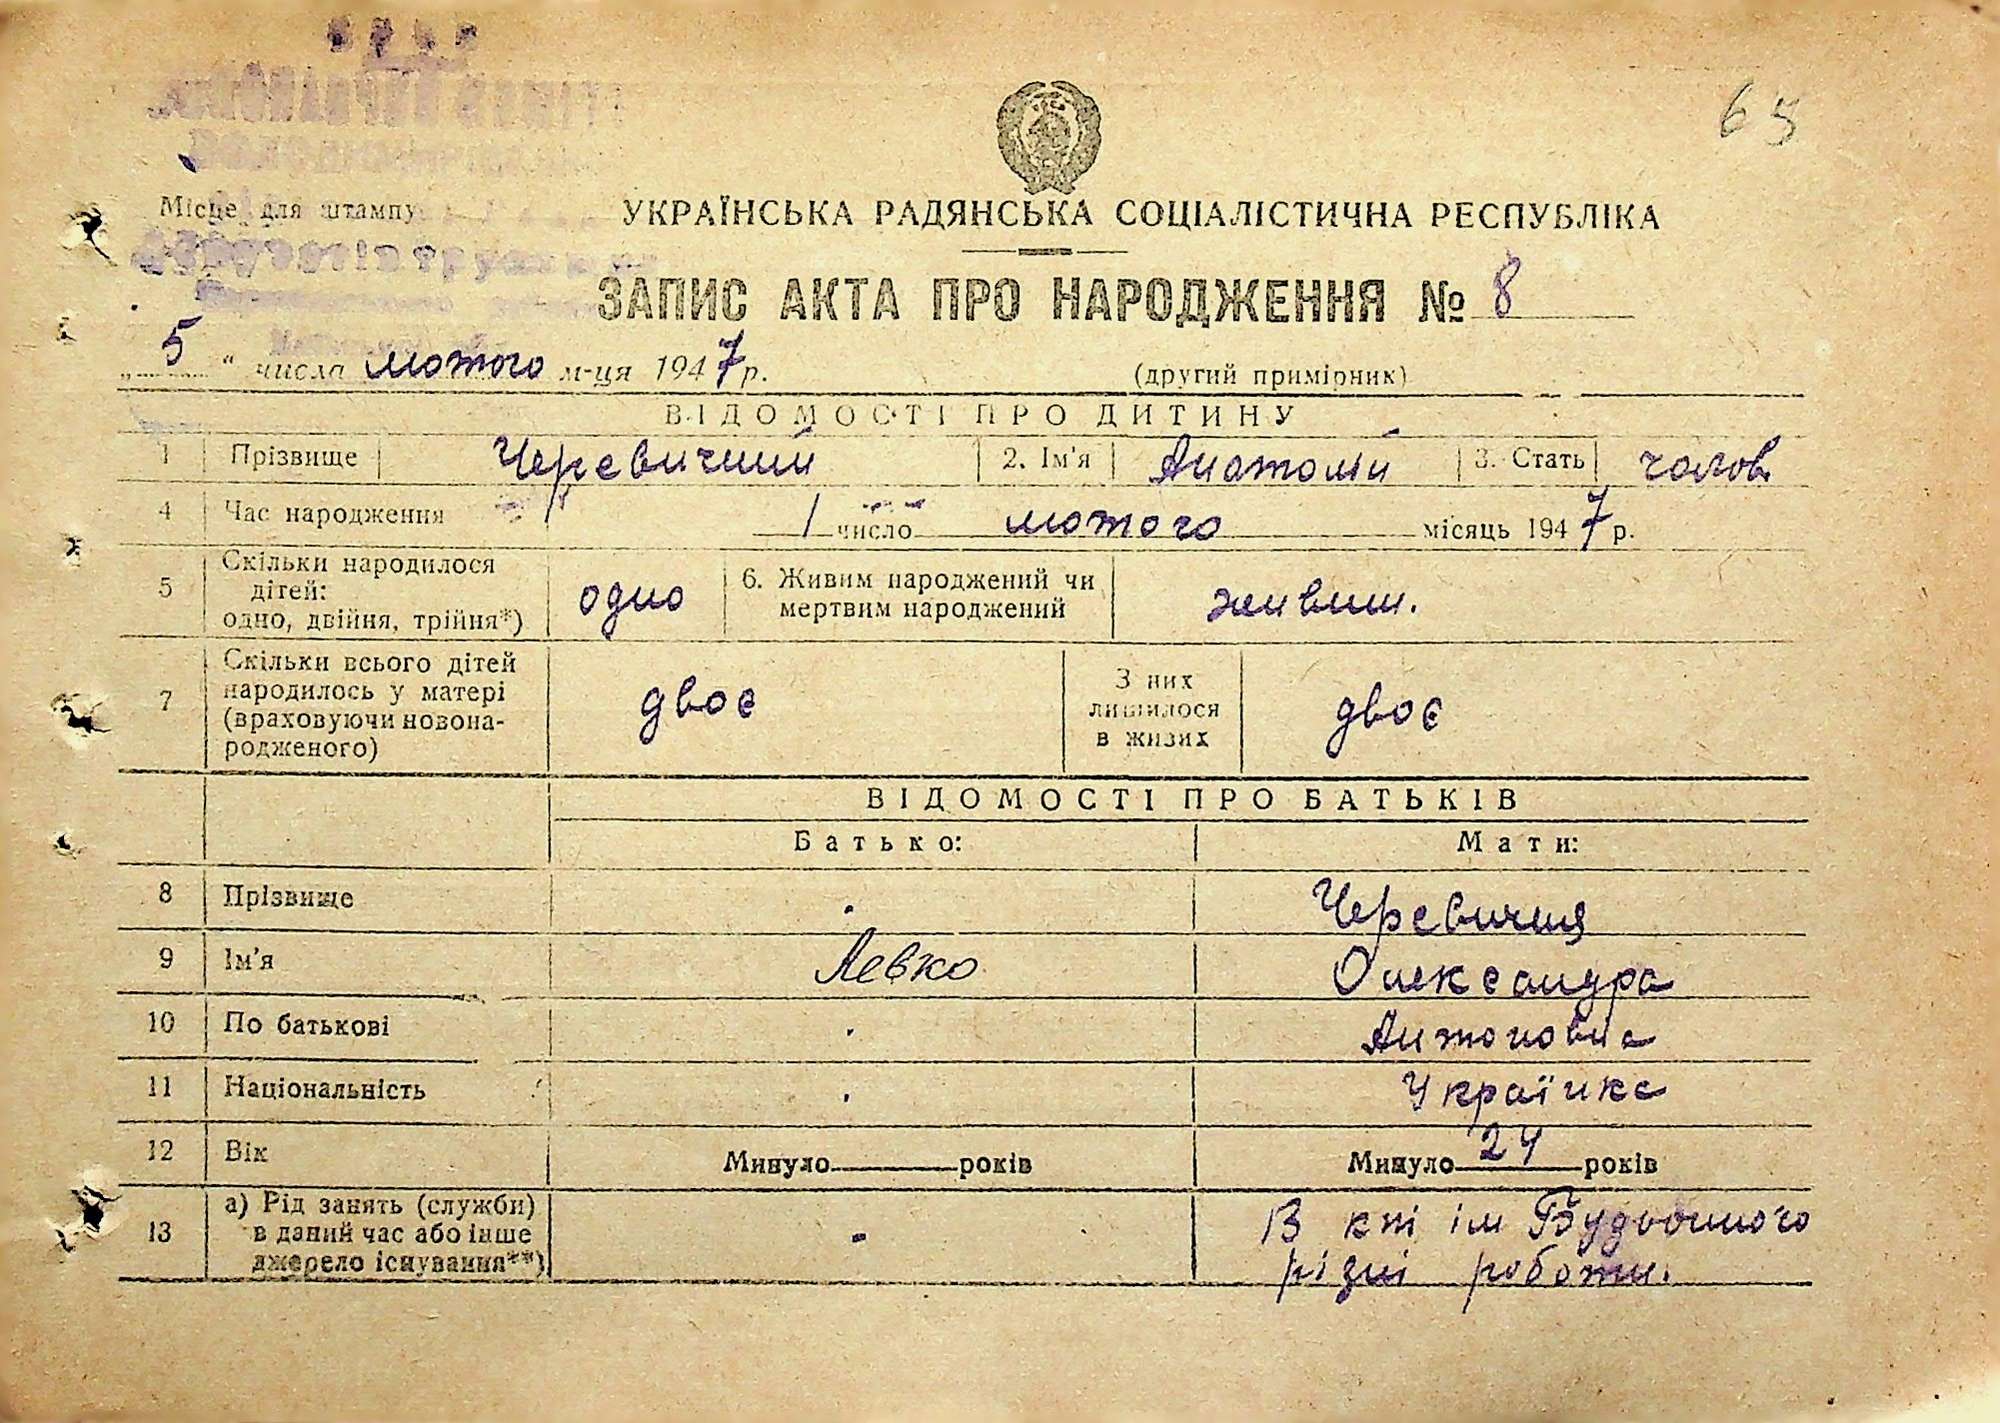 65
Місце для штампу
УКРАЇНСЬКА РАДЯНСЬКА СОЦІАЛІСТИЧНА РЕСПУБЛІКА
ЗАПИС АКТА ПРО НАРОДЖЕННЯ № 8
„ 5 “ числа лютого м-ця 1947 р. (другий примірник)
ВІДОМОСТІ ПРО ДИТИНУ
1 Прізвище Черевичний 2. Ім'я Анатолій 3. Стать чолов
4 Час народження 1 число лютого місяць 1947 р.
5 Скільки народилося
дітей:
одно, двійня, трійня*) одно 6. Живим народжений чи
мертвим народжений живим.
7 Скільки всього дітей
народилось у матері
(враховуючи новона-
родженого) двоє З них
лишилося
в живих двоє
ВІДОМОСТІ ПРО БАТЬКІВ
Батько: Мати:
8 Прізвище Черевична
9 Ім'я Левко Олександра
10 По батькові Антоновна
11 Національність Українка
12 Вік Минуло років Минуло 24 років
13 а) Рід занять (служби)
в даний час або інше
джерело існування**) - В кпі ім Будьоного
різні роботи.